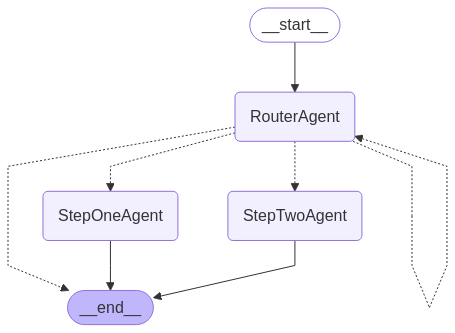 __start__
RouterAgent
StepOneAgent
StepTwoAgent
__end__